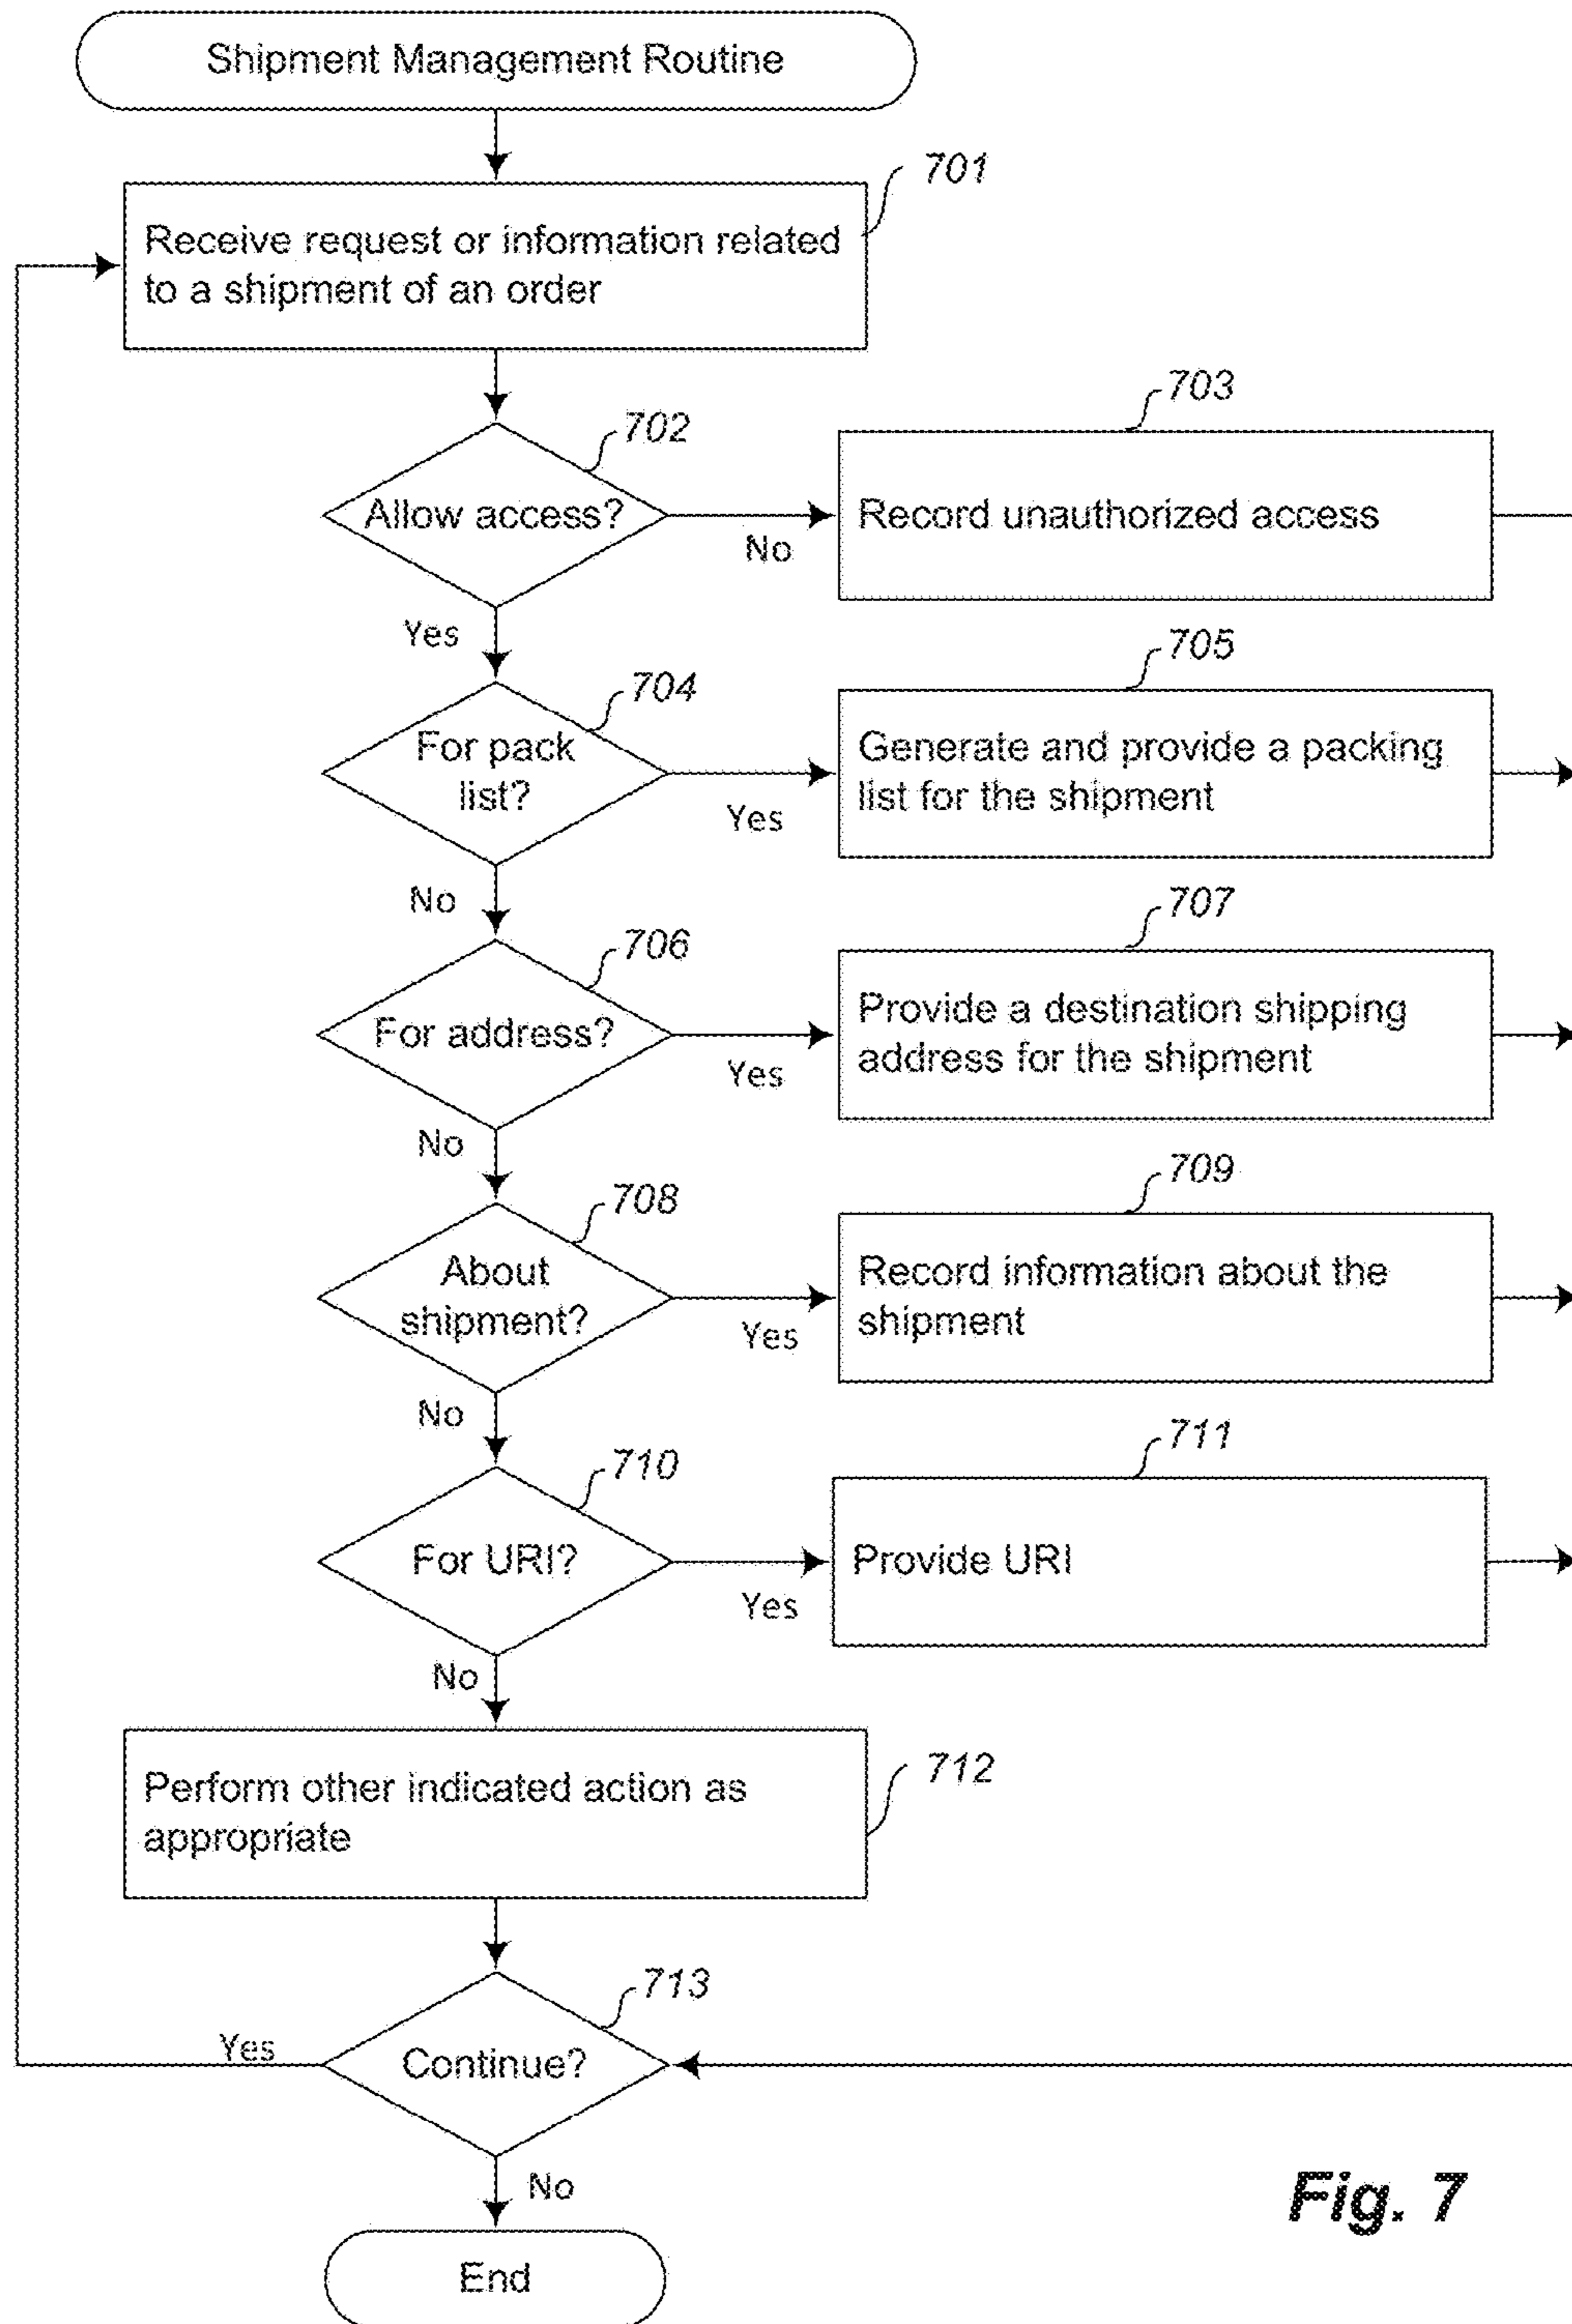 Shipment Management Routine
701
Receive request or information related
to a shipment of an order
702
Allow access?
No
703
Record unauthorized access
Yes
704
For pack
list?
Yes
705
Generate and provide a packing
list for the shipment
No
706
For address?
Yes
707
Provide a destination shipping
address for the shipment
No
708
About
shipment?
Yes
709
Record information about the
shipment
No
710
For URI?
Yes
711
Provide URI
No
712
Perform other indicated action as
appropriate
713
Yes
Continue?
No
End
Fig. 7